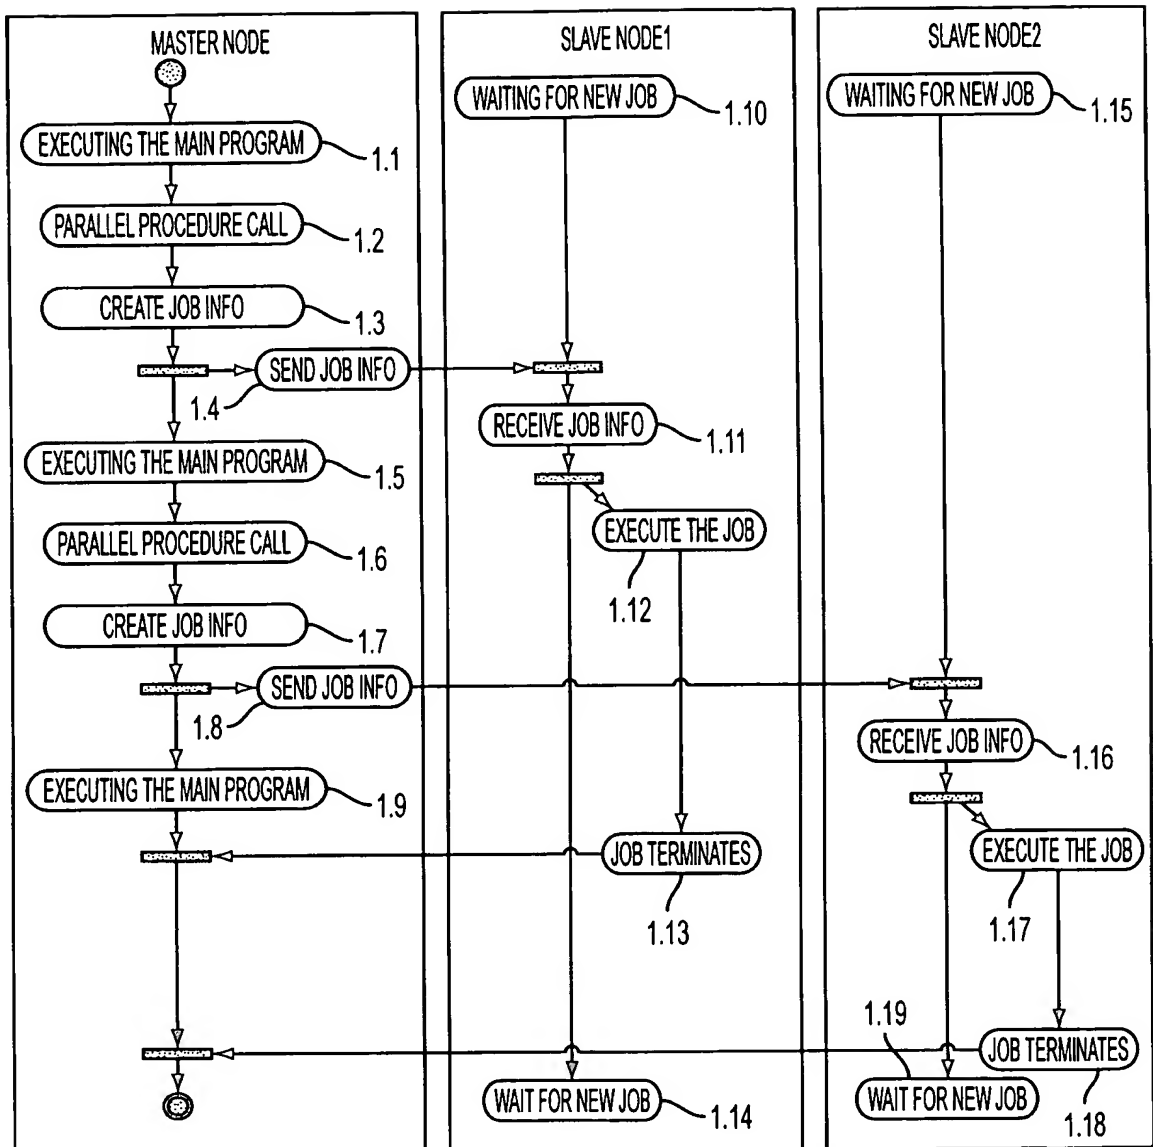 MASTER NODE
EXECUTING THE MAIN PROGRAM
1.1
PARALLEL PROCEDURE CALL
1.2
CREATE JOB INFO
1.3
SEND JOB INFO
1.4
EXECUTING THE MAIN PROGRAM
1.5
PARALLEL PROCEDURE CALL
1.6
CREATE JOB INFO
1.7
SEND JOB INFO
1.8
EXECUTING THE MAIN PROGRAM
1.9
SLAVE NODE1
WAITING FOR NEW JOB
1.10
RECEIVE JOB INFO
1.11
EXECUTE THE JOB
1.12
JOB TERMINATES
1.13
WAIT FOR NEW JOB
1.14
SLAVE NODE2
WAITING FOR NEW JOB
1.15
RECEIVE JOB INFO
1.16
EXECUTE THE JOB
1.17
JOB TERMINATES
1.18
1.19
WAIT FOR NEW JOB